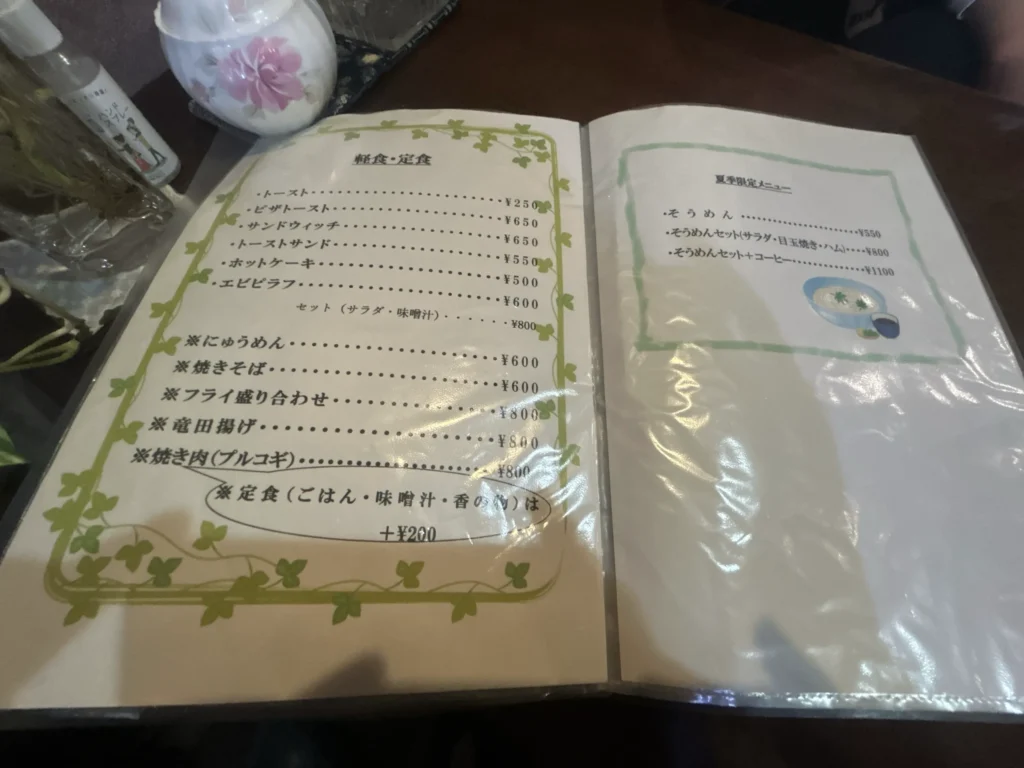 軽食・定食
・トースト・・・・・・・・・・・・・・・・・・・・・・・・¥250
・ピザトースト・・・・・・・・・・・・・・・・・・・・・¥650
・サンドウィッチ・・・・・・・・・・・・・・・・・・・・¥650
・トーストサンド・・・・・・・・・・・・・・・・・・・・¥550
・ホットケーキ・・・・・・・・・・・・・・・・・・・・・¥500
・エビピラフ・・・・・・・・・・・・・・・・・・・・・・¥600
セット（サラダ・味噌汁）・・・・・・・¥800
※にゅうめん・・・・・・・・・・・・・・・・・・・・¥600
※焼きそば・・・・・・・・・・・・・・・・・・・・・¥600
※フライ盛り合わせ・・・・・・・・・・・・・・・¥800
※竜田揚げ・・・・・・・・・・・・・・・・・・・・・¥800
※焼き肉(プルコギ)・・・・・・・・・・・・・・・・・・¥800
※定食（ごはん・味噌汁・香の物）は
＋¥200
夏季限定メニュー
・そうめん・・・・・・・・・・・・・・・・・・¥550
・そうめんセット(サラダ・目玉焼き・ハム)・・・・¥800
・そうめんセット＋コーヒー・・・・・・・・・・・・¥1100